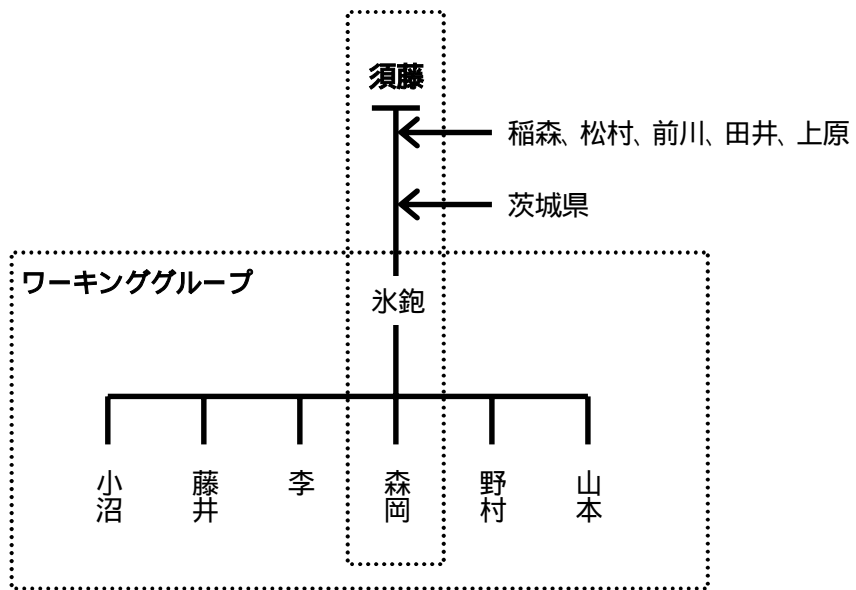 須藤
稲森、松村、前川、田井、上原
茨城県
ワーキンググループ
氷鉋
小沼
藤井
李
森岡
野村
山本